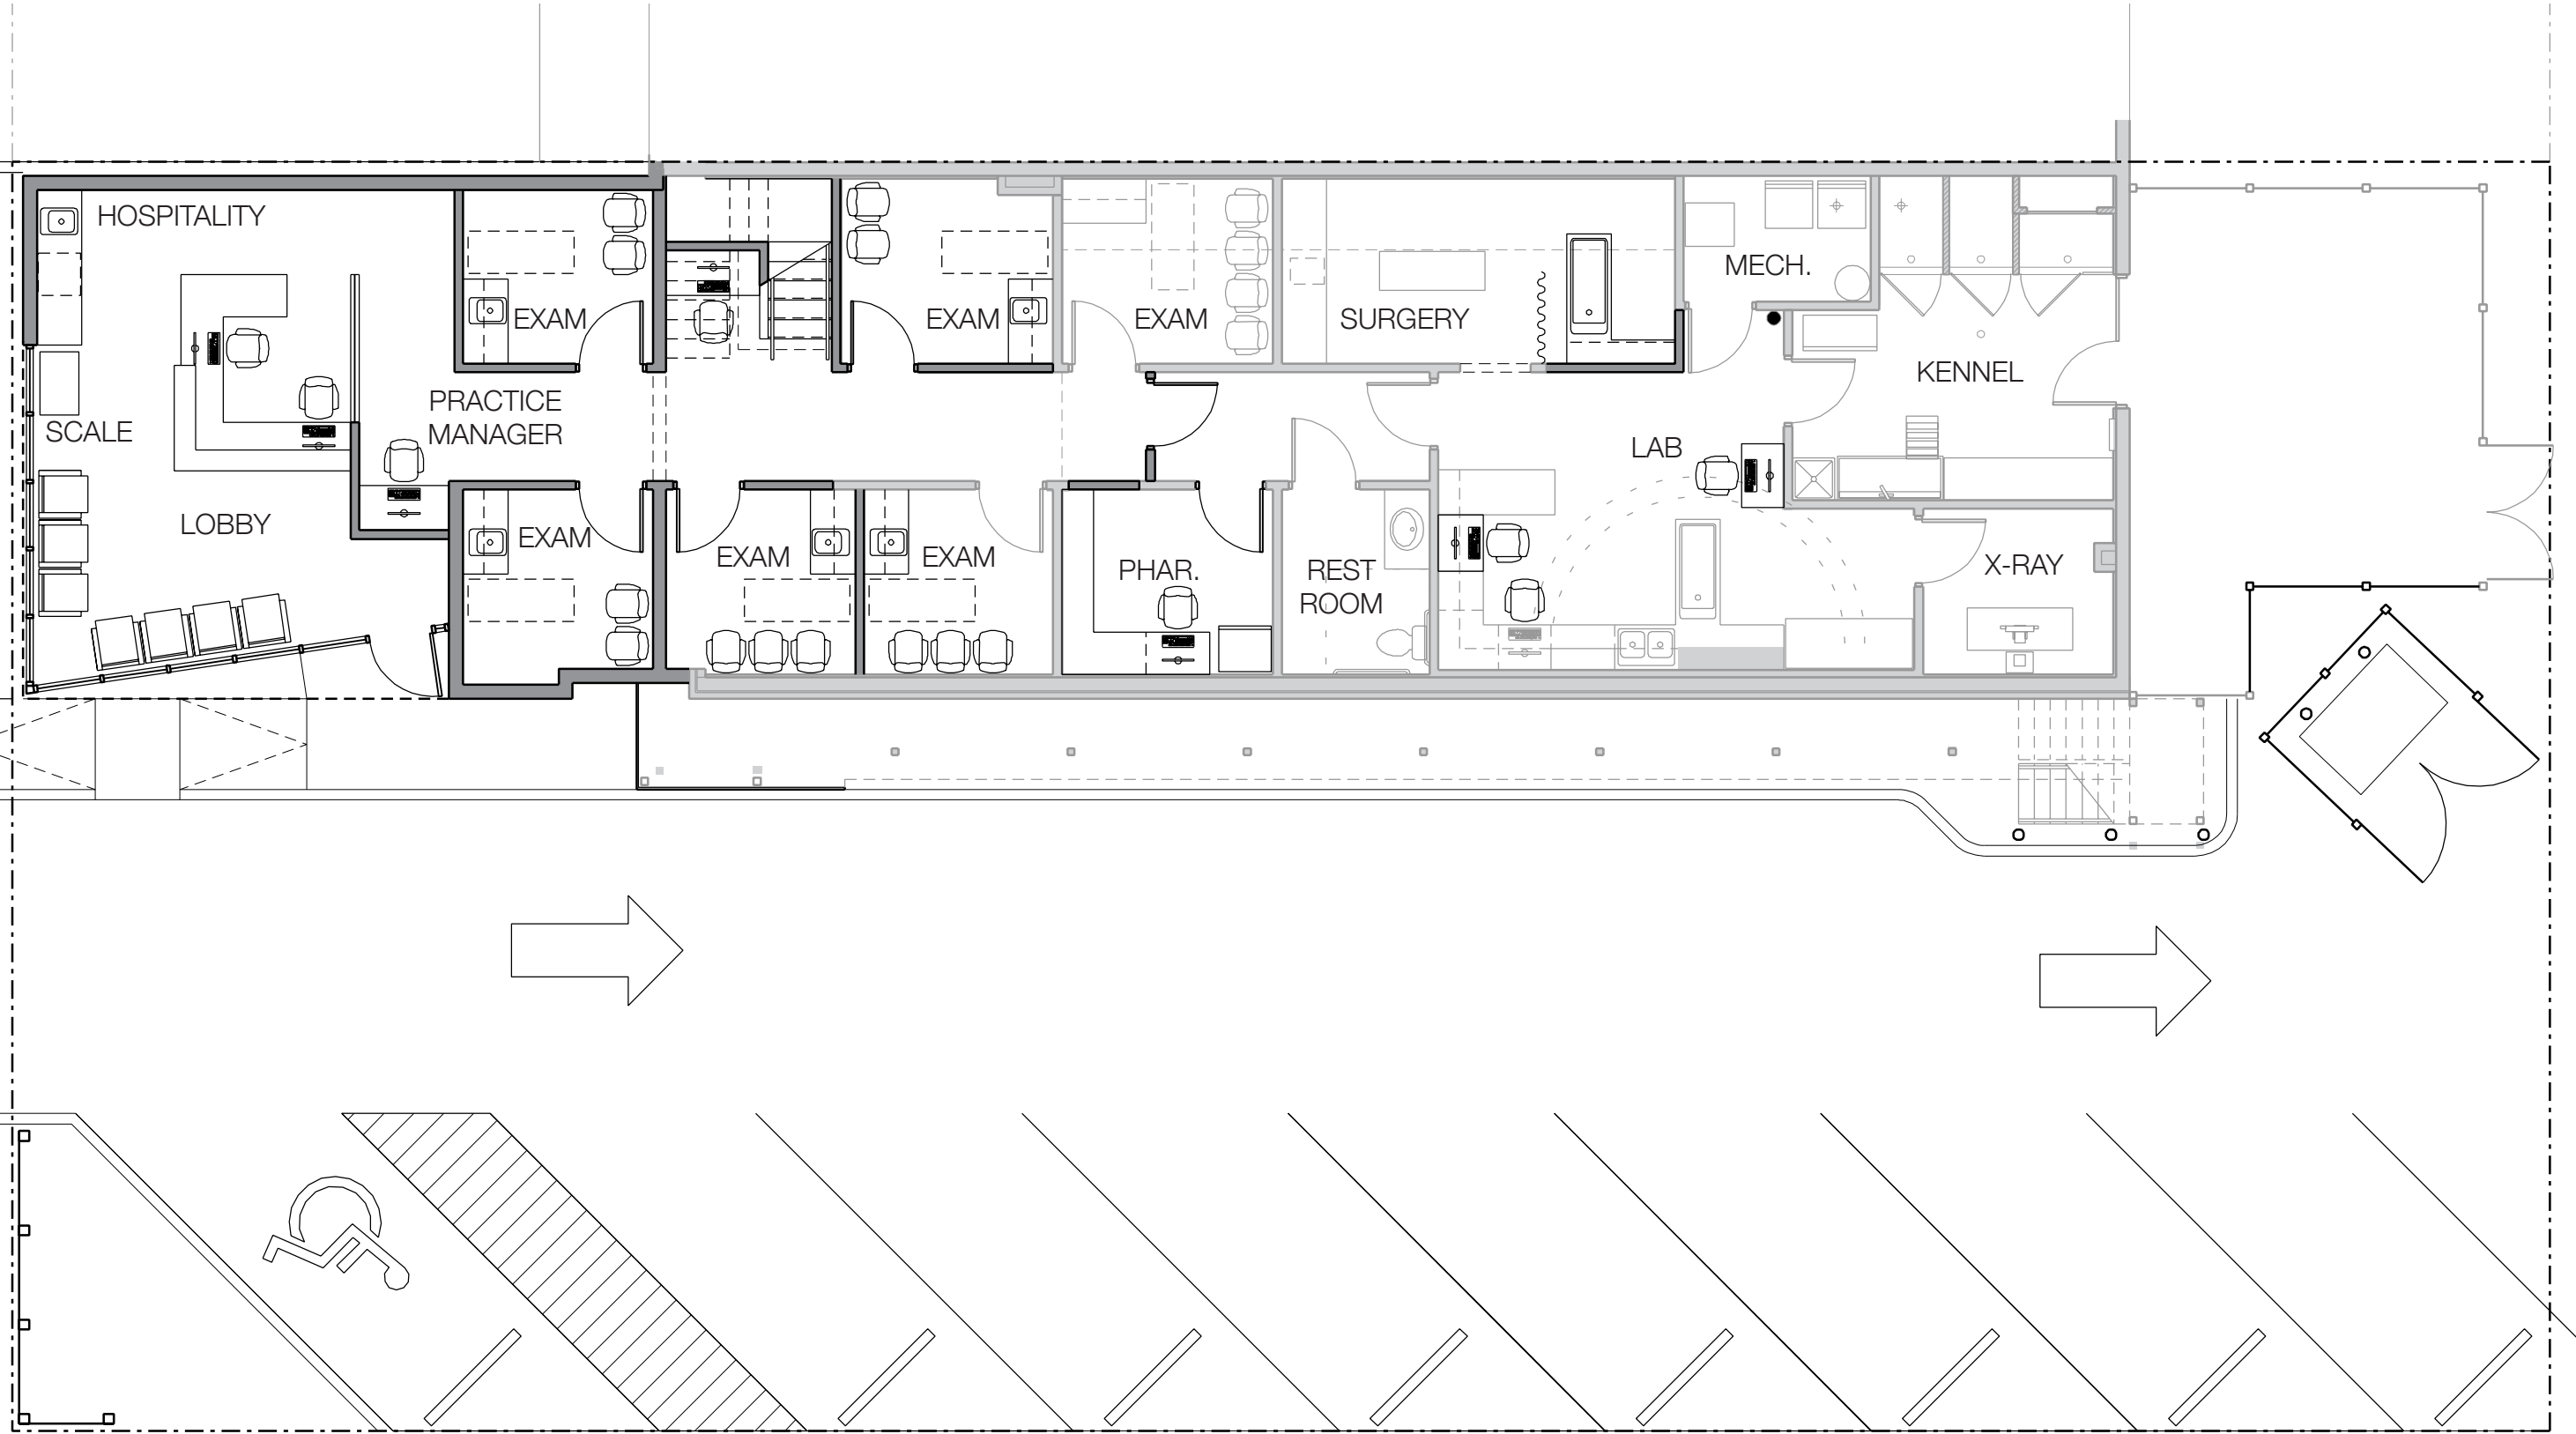 HOSPITALITY
MECH.
EXAM
EXAM
EXAM
SURGERY
KENNEL
PRACTICE
MANAGER
SCALE
LAB
LOBBY
EXAM
EXAM
EXAM
PHAR.
REST
ROOM
X-RAY